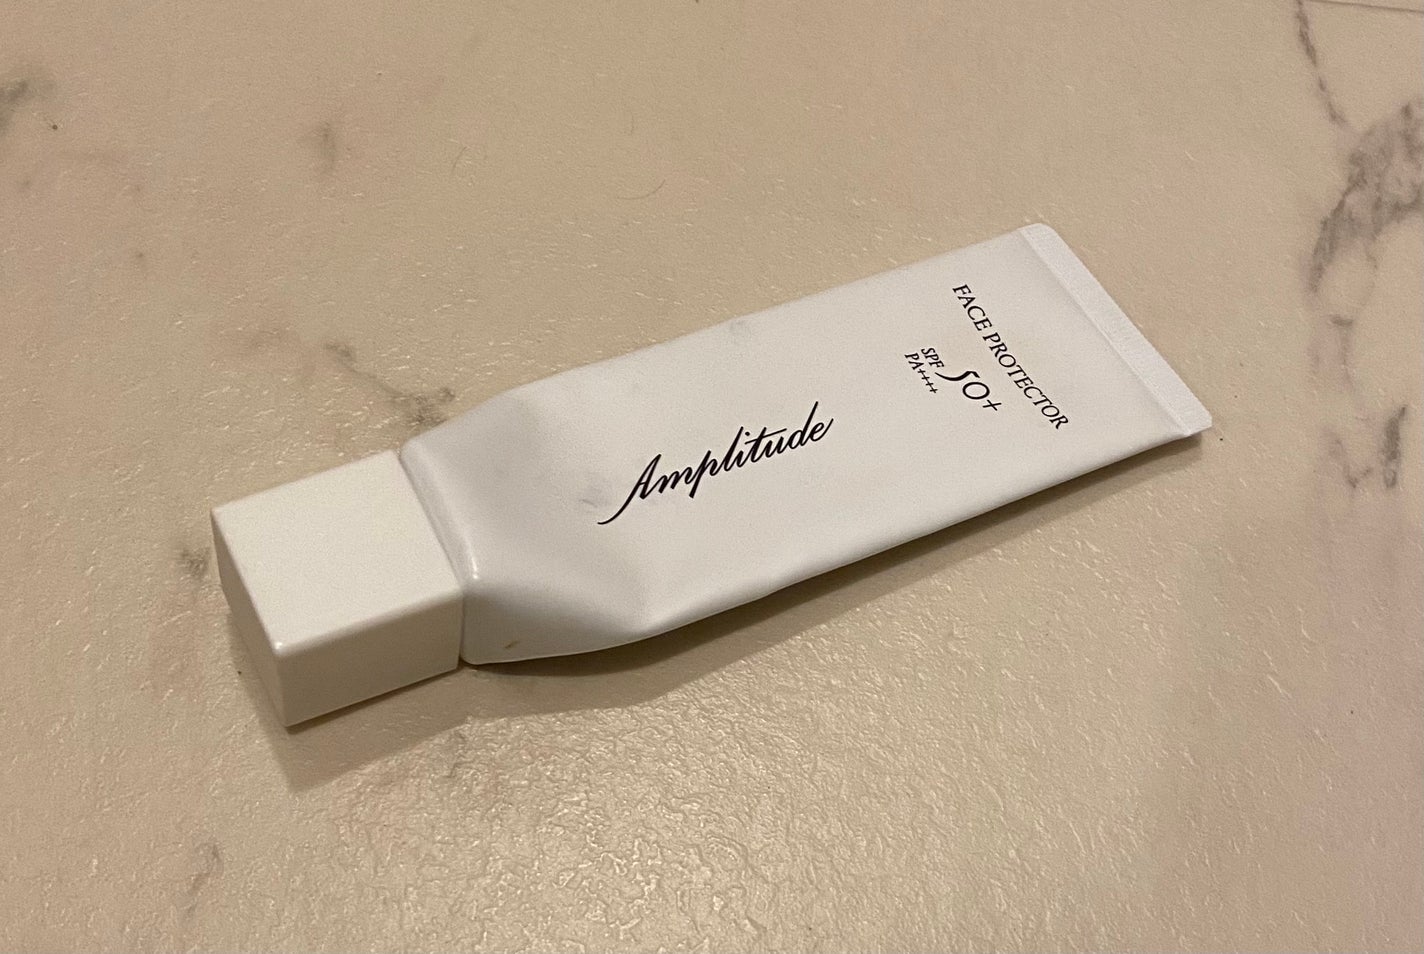 FACE PROTECTOR
SPF 50+
PA++++
Amplitude